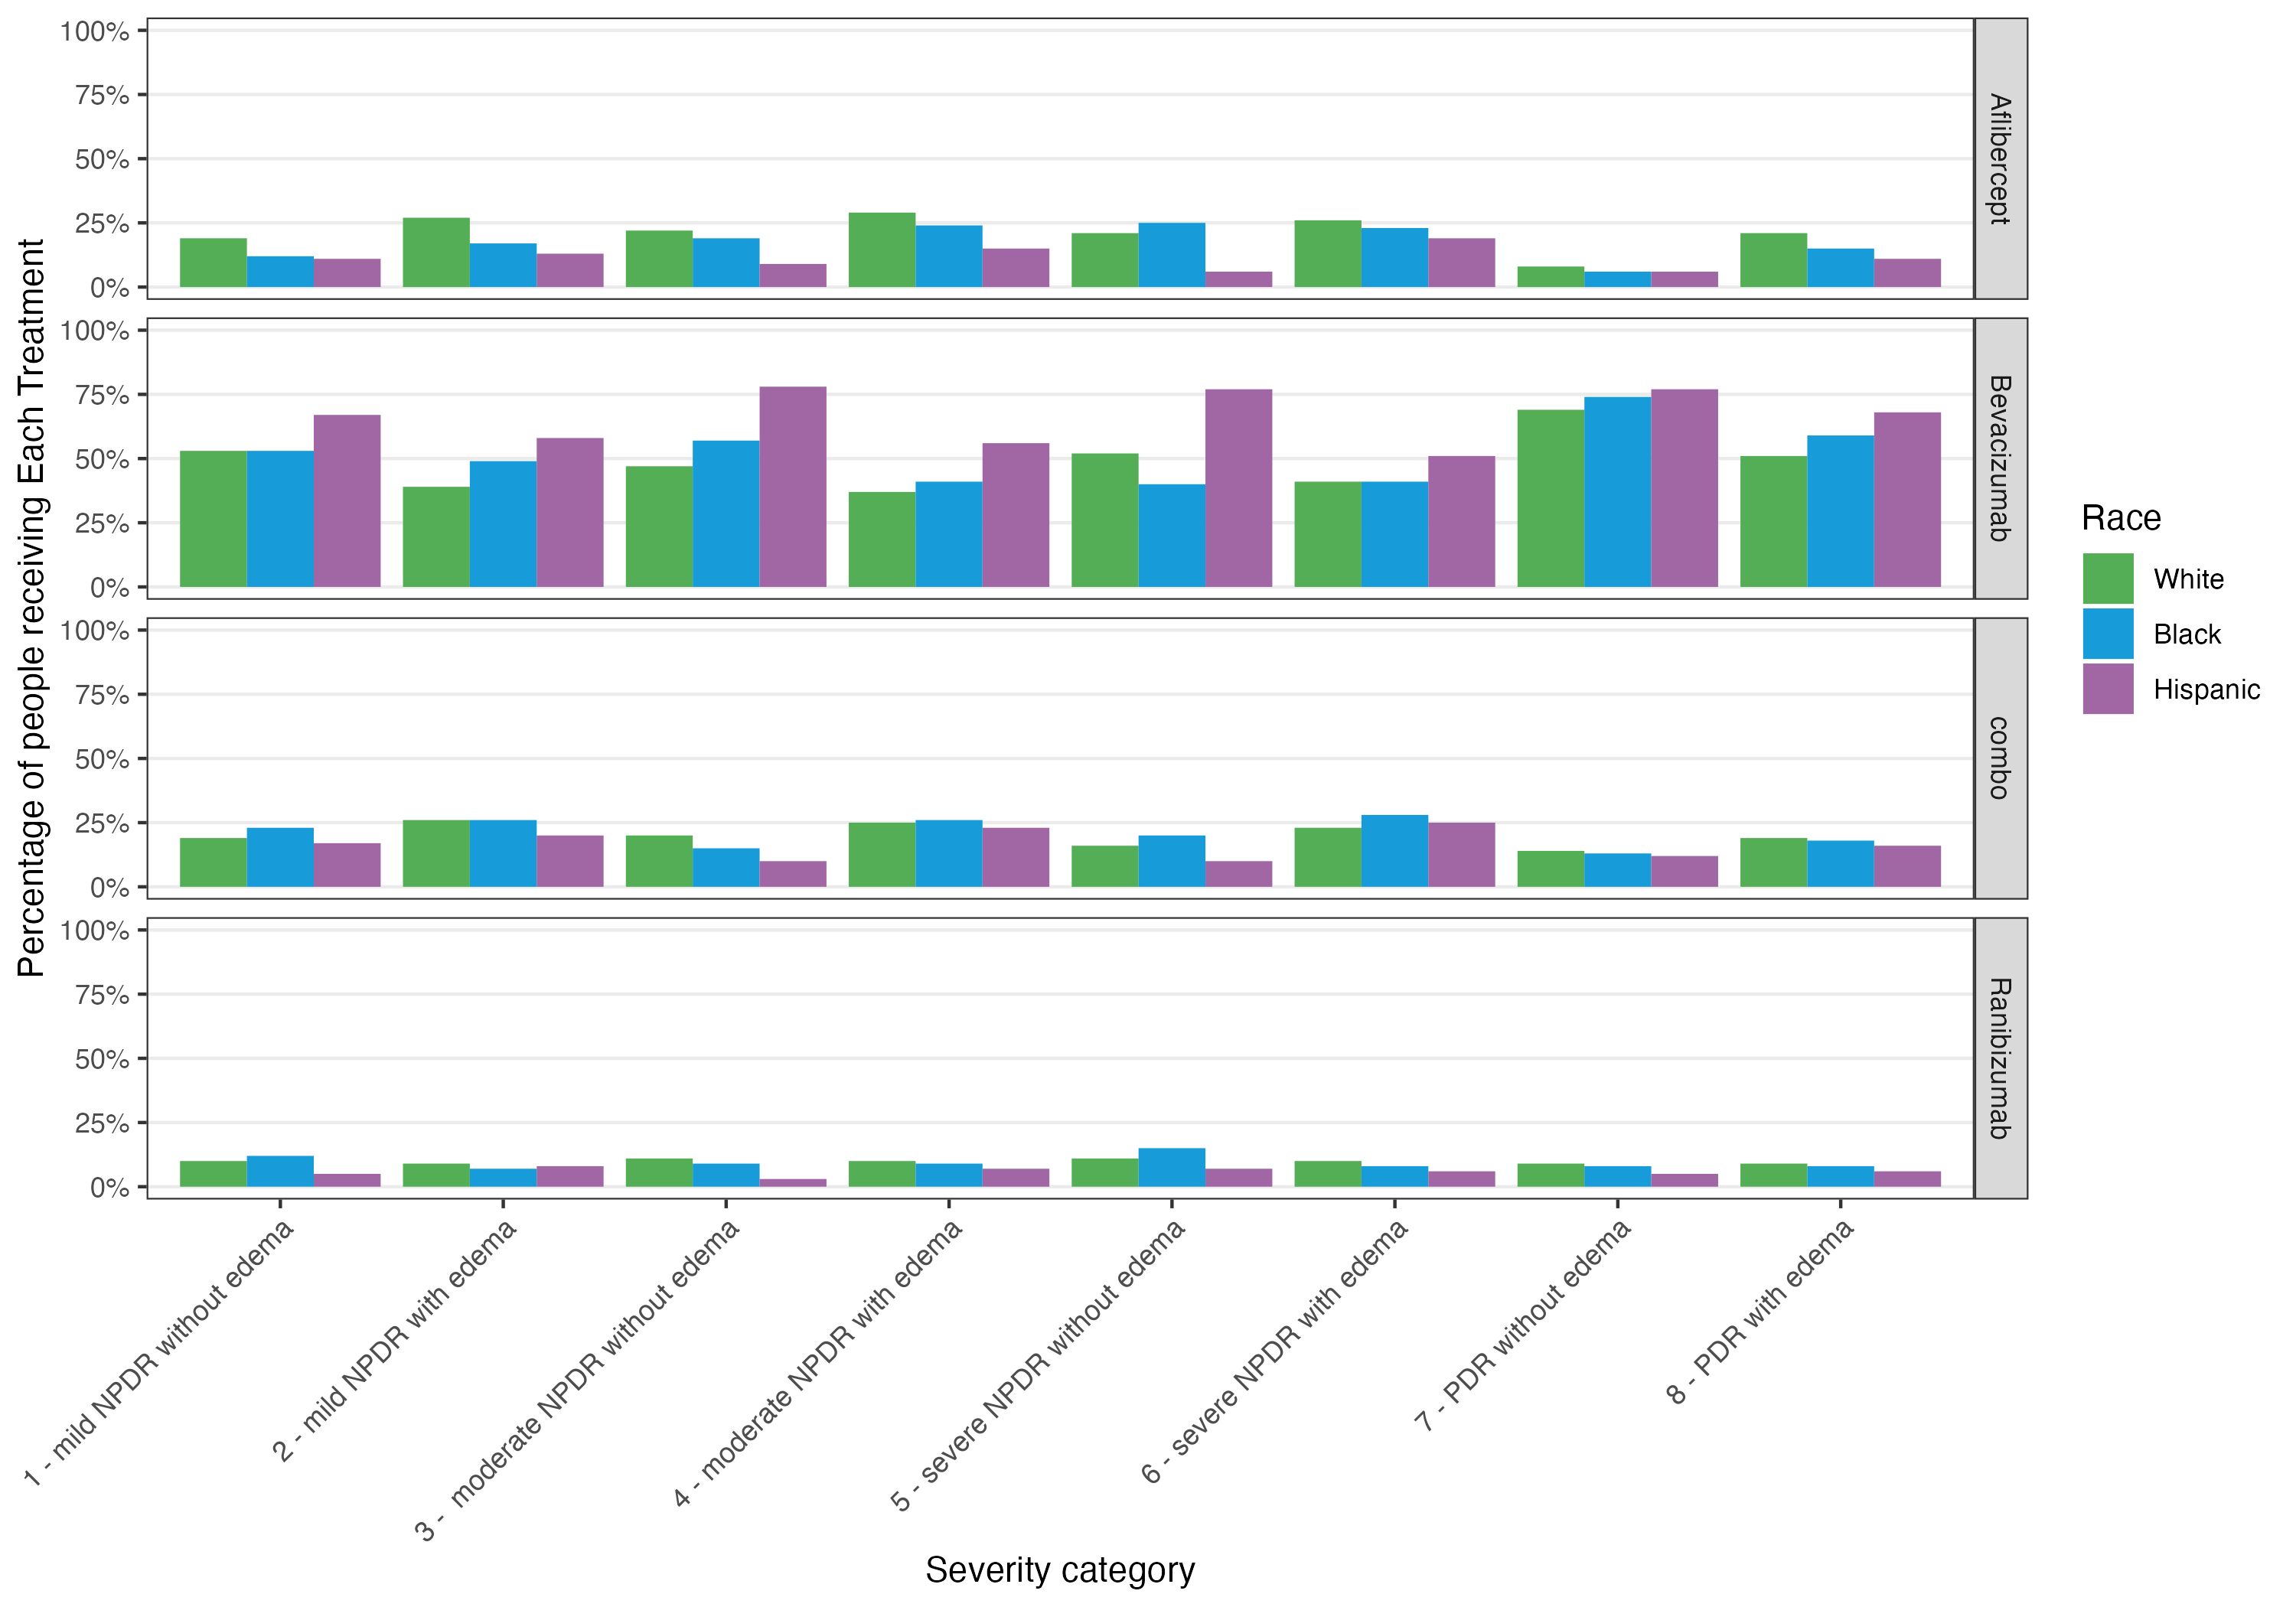 Percentage of people receiving Each Treatment
100%
75%
50%
25%
0%
Aflibercept
100%
75%
50%
25%
0%
Bevacizumab
100%
75%
50%
25%
0%
combo
100%
75%
50%
25%
0%
Ranibizumab
1 - mild NPDR without edema
2 - mild NPDR with edema
3 -  moderate NPDR without edema
4 - moderate NPDR with edema
5 - severe NPDR without edema
6 - severe NPDR with edema
7 - PDR without edema
8 - PDR with edema
Severity category
Race
White
Black
Hispanic